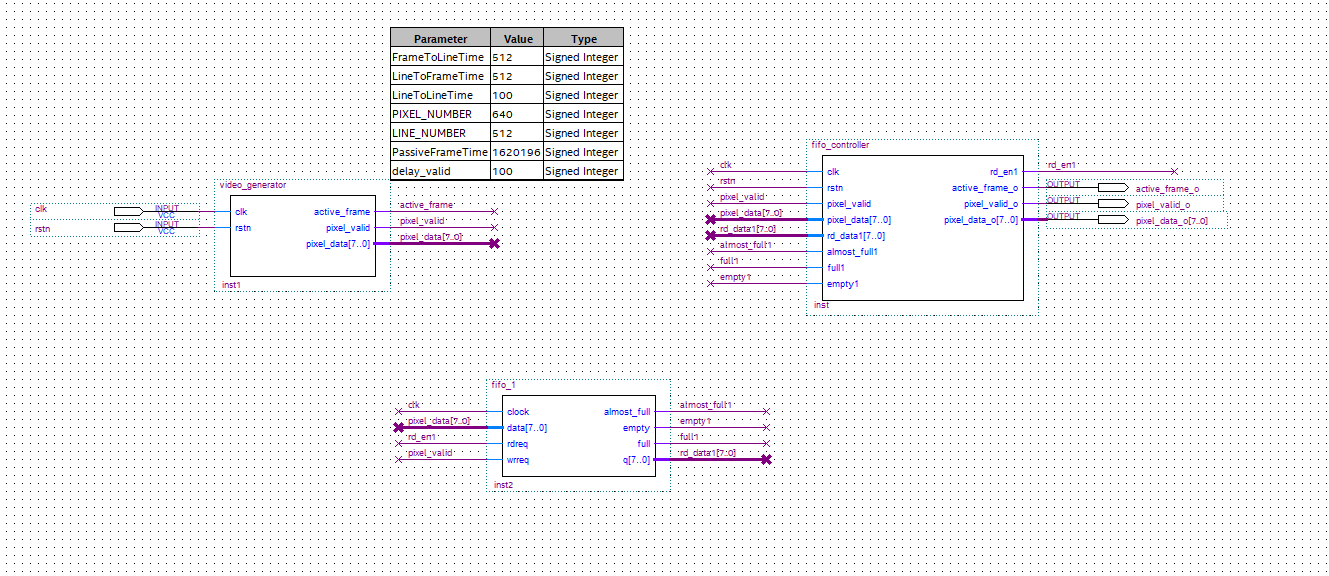 Parameter Value Type
FrameToLineTime 512 Signed Integer
LineToFrameTime 512 Signed Integer
LineToLineTime 100 Signed Integer
PIXEL_NUMBER 640 Signed Integer
LINE_NUMBER 512 Signed Integer
PassiveFrameTime 1620196 Signed Integer
delay_valid 100 Signed Integer
video_generator
clk INPUT VCC clk active_frame active_frame
rstn INPUT VCC rstn pixel_valid pixel_valid
pixel_data[7..0] pixel_data[7..0]
inst1
fifo_controller
clk clk rd_en1 rd_en1
rstn rstn active_frame_o OUTPUT active_frame_o
pixel_valid pixel_valid pixel_valid_o OUTPUT pixel_valid_o
pixel_data[7..0] pixel_data[7..0] pixel_data_o[7..0] OUTPUT pixel_data_o[7..0]
rd_data1[7..0] rd_data1[7..0]
almost_full1 almost_full1
full1 full1
empty1 empty1
inst
fifo_1
clk clock almost_full almost_full1
pixel_data[7..0] data[7..0] empty empty1
rd_en1 rdreq full full1
pixel_valid wrreq q[7..0] rd_data1[7..0]
inst2